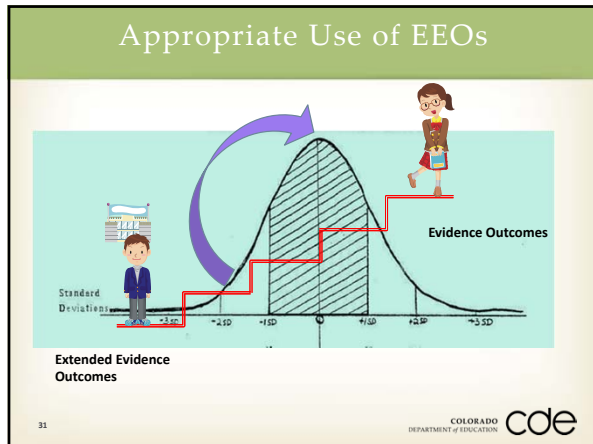 Appropriate Use of EEOs
Evidence Outcomes
Standard
Deviations
-3SD -2SD -1SD 0 +1SD +2SD +3SD
Extended Evidence
Outcomes
31
COLORADO
DEPARTMENT of EDUCATION
cde